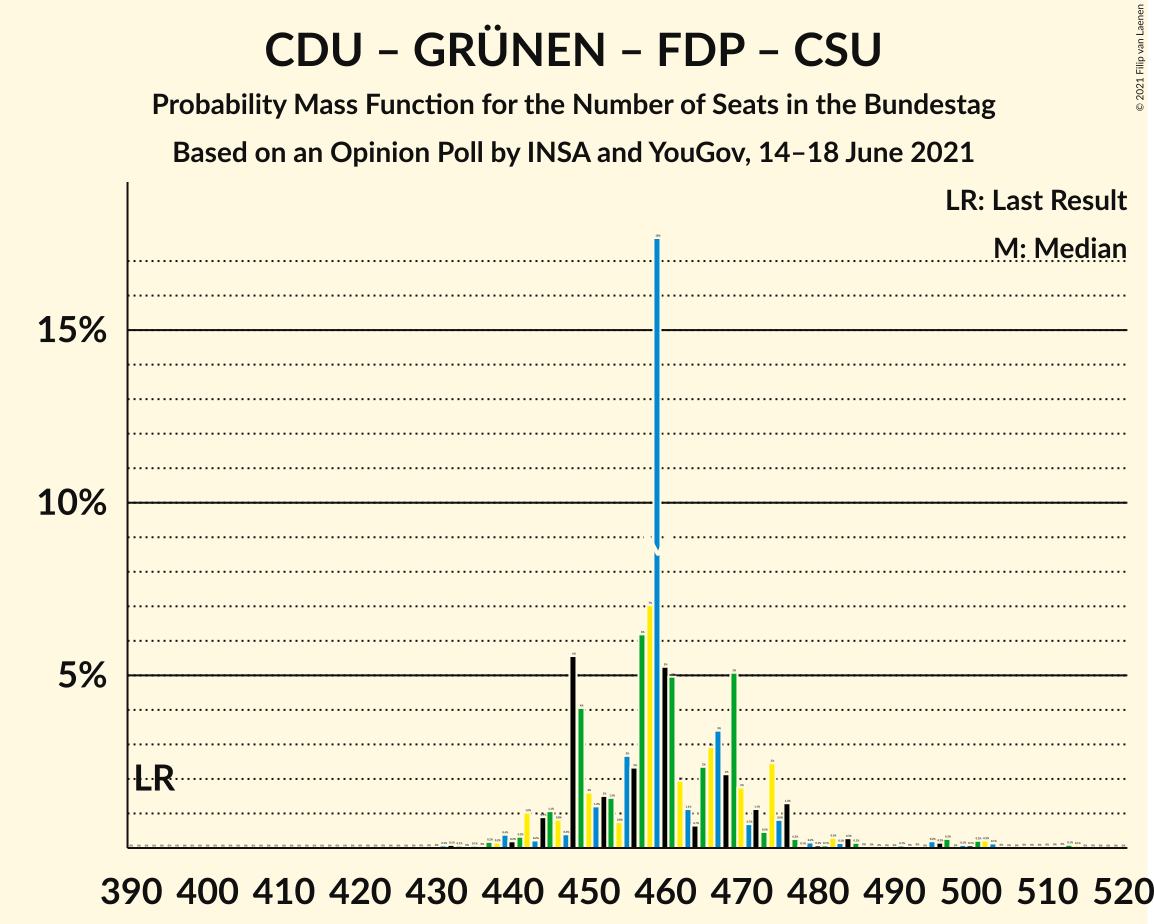 © 2021 Filip van Laenen
CDU – GRÜNEN – FDP – CSU
Probability Mass Function for the Number of Seats in the Bundestag
Based on an Opinion Poll by INSA and YouGov, 14–18 June 2021
LR: Last Result
M: Median
15%
10%
5%
LR
390 400 410 420 430 440 450 460 470 480 490 500 510 520